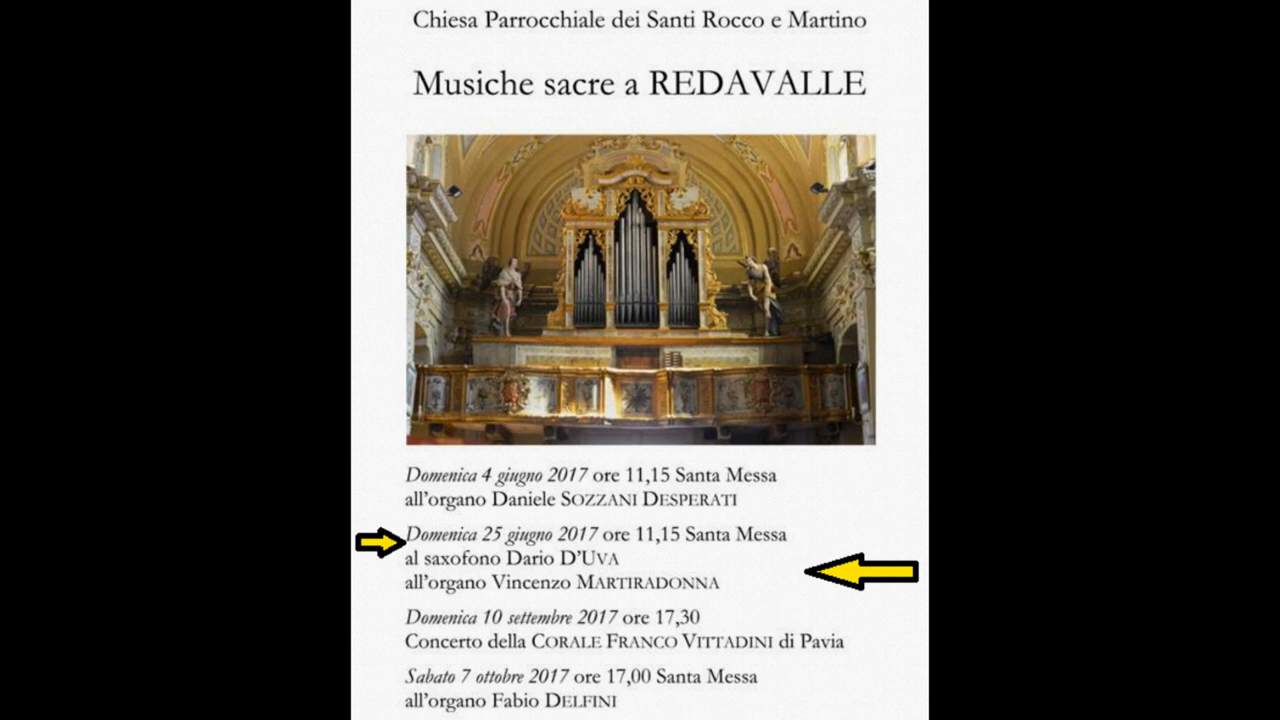 Chiesa Parrocchiale dei Santi Rocco e Martino
Musiche sacre a REDAVALLE
Domenica 4 giugno 2017 ore 11,15 Santa Messa
all'organo Daniele SOZZANI DESPERATI
Domenica 25 giugno 2017 ore 11,15 Santa Messa
al saxofono Dario D'UVA
all'organo Vincenzo MARTIRADONNA
Domenica 10 settembre 2017 ore 17,30
Concerto della CORALE FRANCO VITTADINI di Pavia
Sabato 7 ottobre 2017 ore 17,00 Santa Messa
all'organo Fabio DELFINI